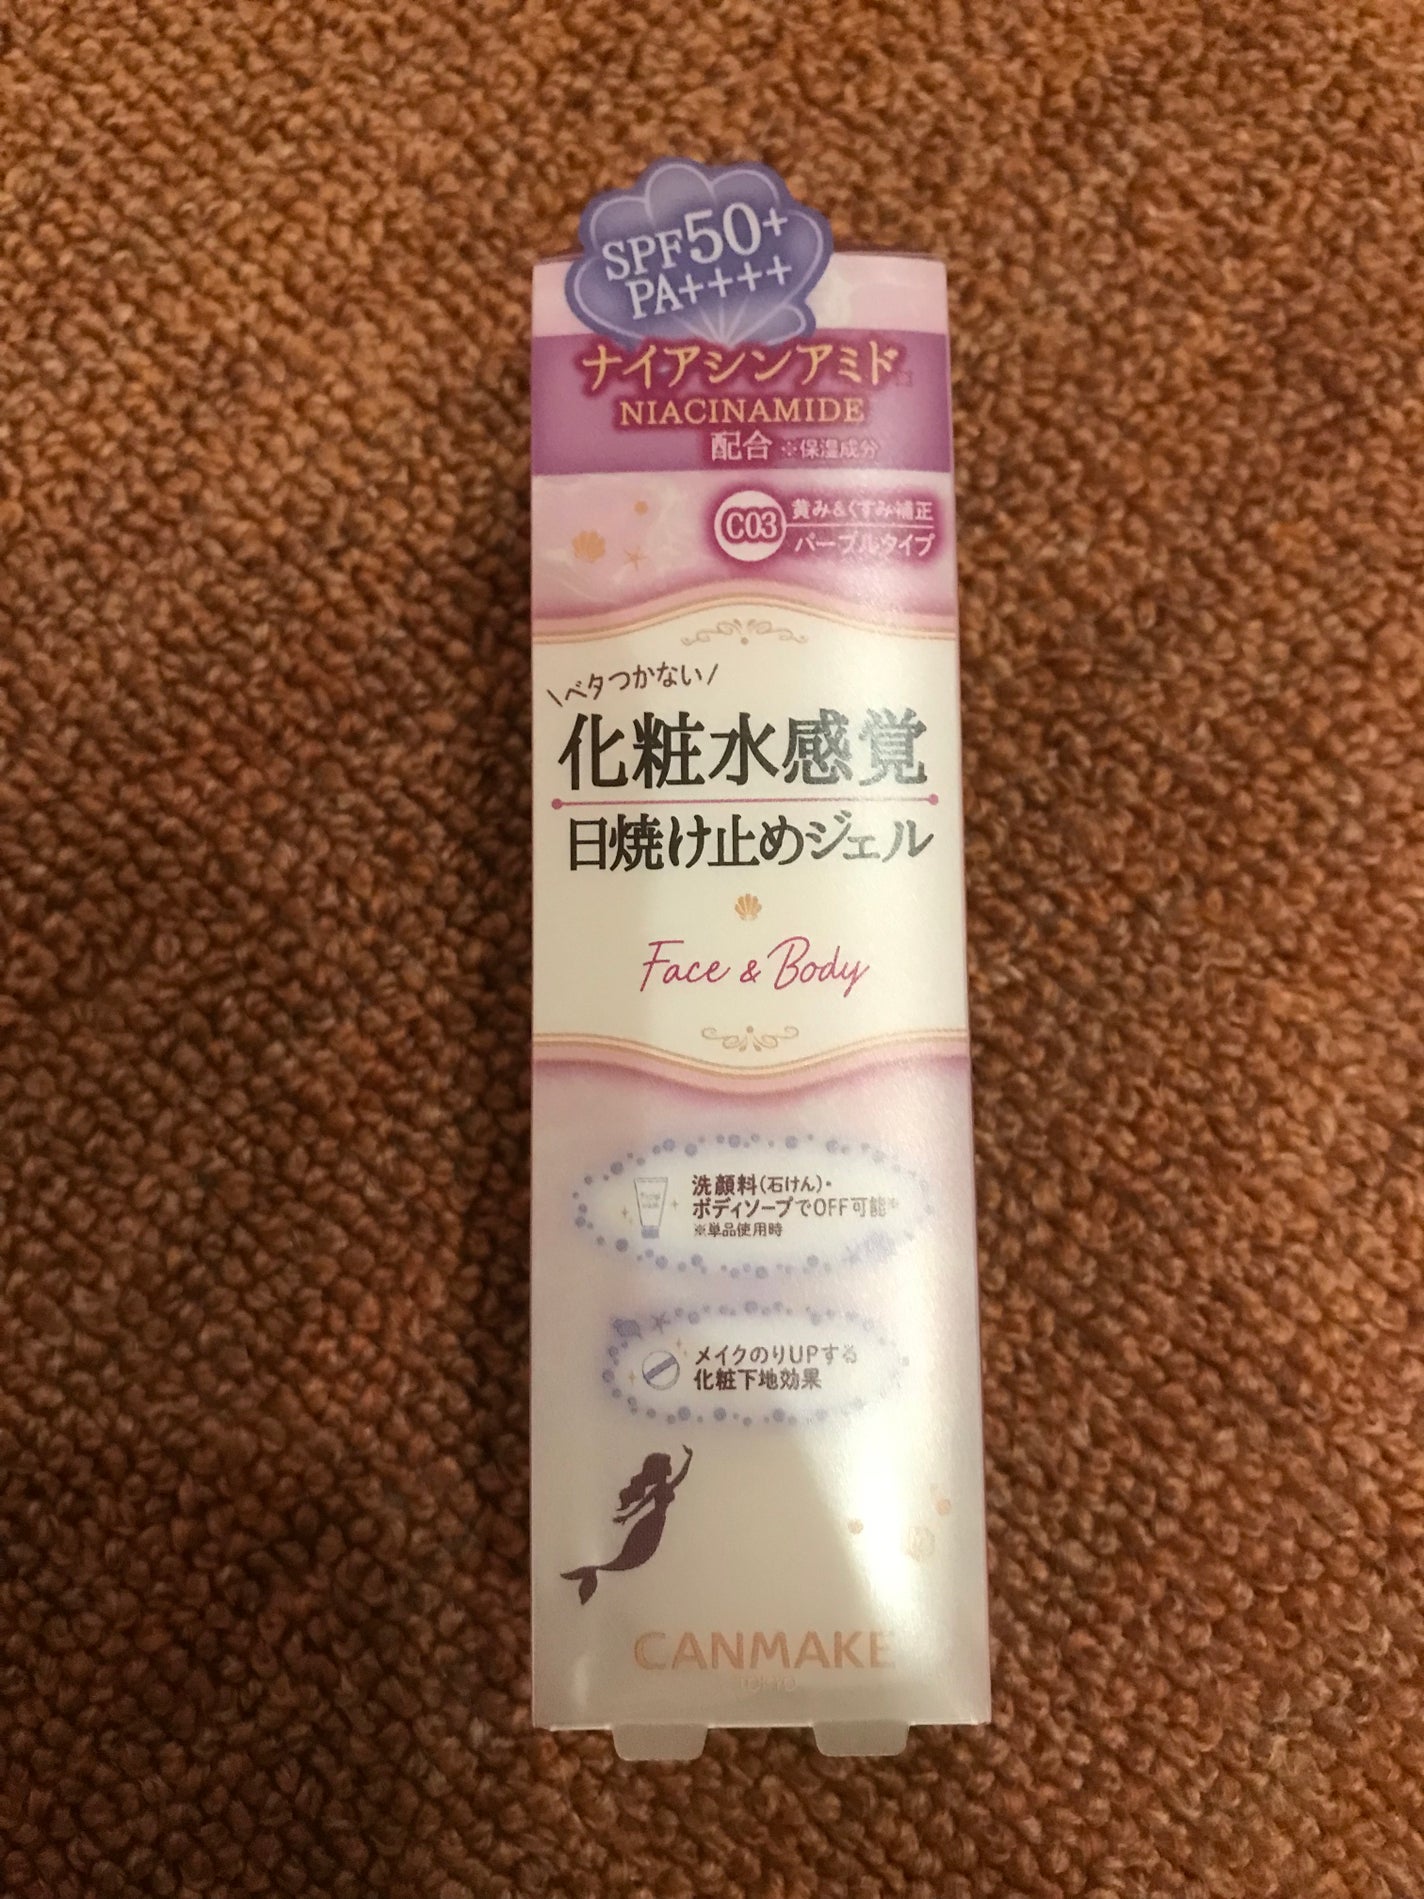 SPF50+
PA++++
ナイアシンアミド※
NIACINAMIDE
配合 ※保湿成分
C03
黄み&くすみ補正
パープルタイプ
\ベタつかない/
化粧水感覚
日焼け止めジェル
Face & Body
洗顔料(石けん)・
ボディソープでOFF可能※
※単品使用時
メイクのりUPする
化粧下地効果
CANMAKE
TOKYO